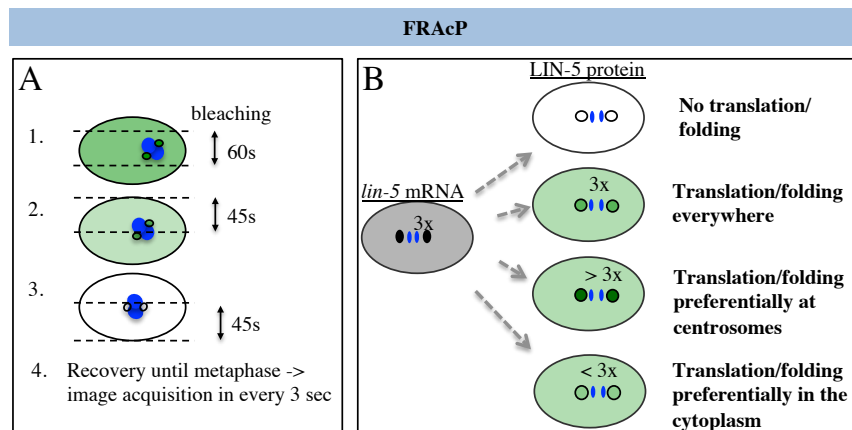 FRAcP
A
bleaching
1.
60s
2.
45s
3.
45s
4. Recovery until metaphase ->
image acquisition in every 3 sec
B
LIN-5 protein
No translation/
folding
lin-5 mRNA
3x
3x
Translation/folding
everywhere
> 3x
Translation/folding
preferentially at
centrosomes
< 3x
Translation/folding
preferentially in the
cytoplasm